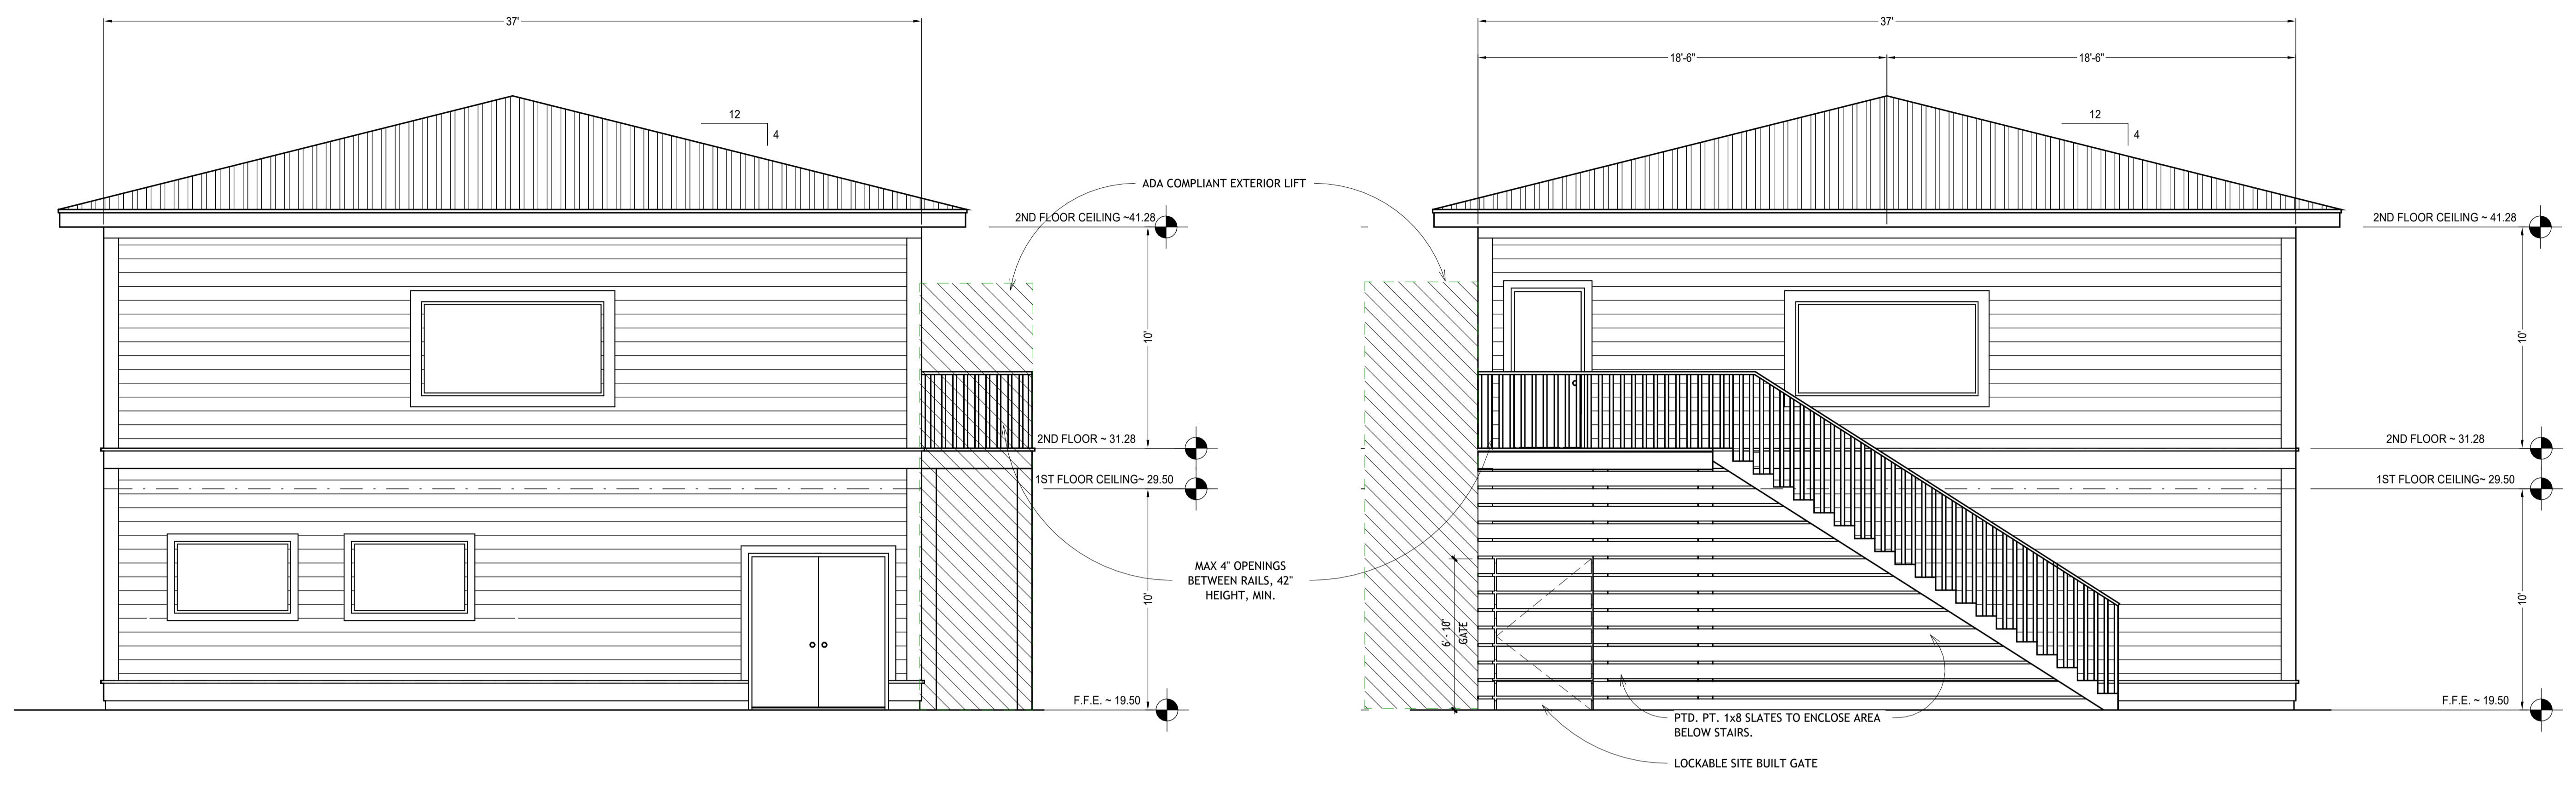 37'
12
4
ADA COMPLIANT EXTERIOR LIFT
2ND FLOOR CEILING ~41.28
10'
2ND FLOOR ~ 31.28
1ST FLOOR CEILING~ 29.50
MAX 4" OPENINGS
BETWEEN RAILS, 42"
HEIGHT, MIN.
10'
F.F.E. ~ 19.50
37'
18'-6"
18'-6"
12
4
2ND FLOOR CEILING ~ 41.28
10'
2ND FLOOR ~ 31.28
1ST FLOOR CEILING~ 29.50
10'
6' - 10"
GATE
F.F.E. ~ 19.50
PTD. PT. 1x8 SLATES TO ENCLOSE AREA
BELOW STAIRS.
LOCKABLE SITE BUILT GATE